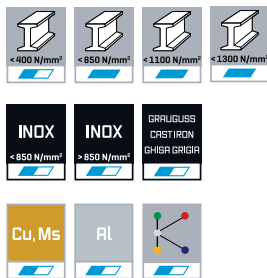 <400 N/mm² <850 N/mm² <1100 N/mm² <1300 N/mm²
INOX INOX GRAUGUSS
CAST IRON
GHISA GRIGIA
<850 N/mm² >850 N/mm²
Cu, Ms Al